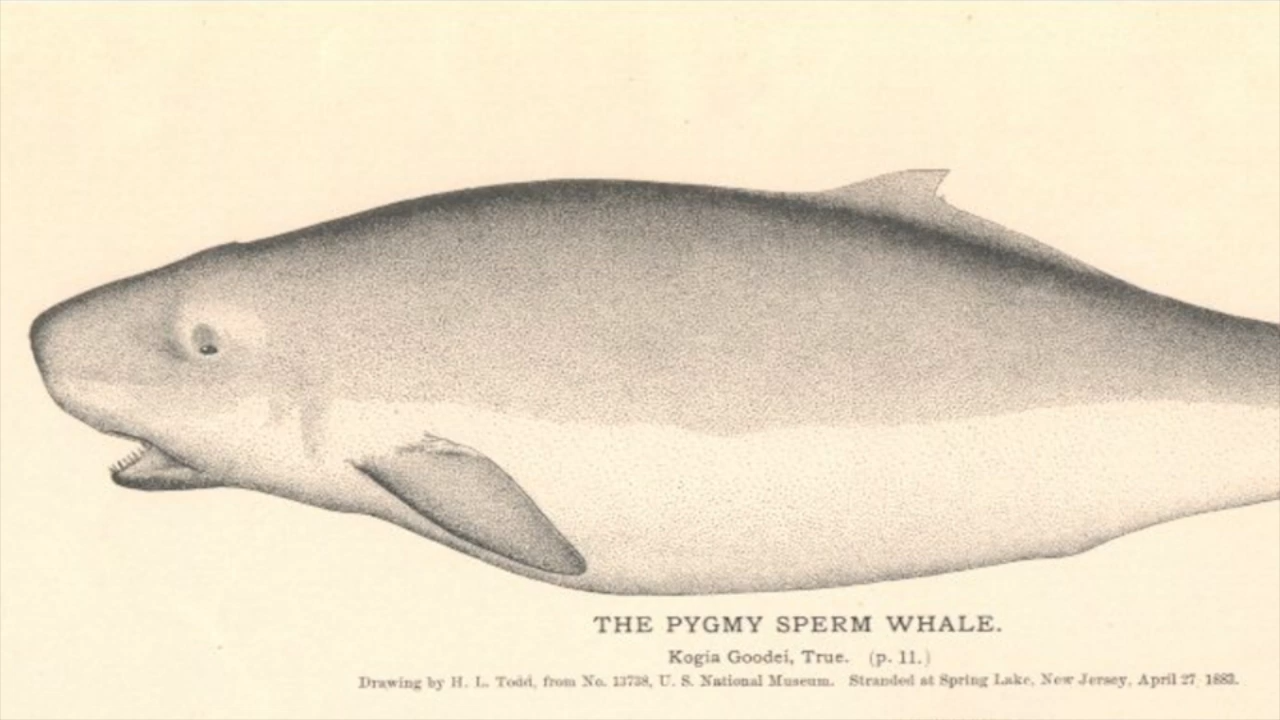 THE PYGMY SPERM WHALE.
Kogia Goodei, True. (p. 11.)
Drawing by H. L. Todd, from No. 13738, U. S. National Museum. Stranded at Spring Lake, New Jersey, April 27 1883.